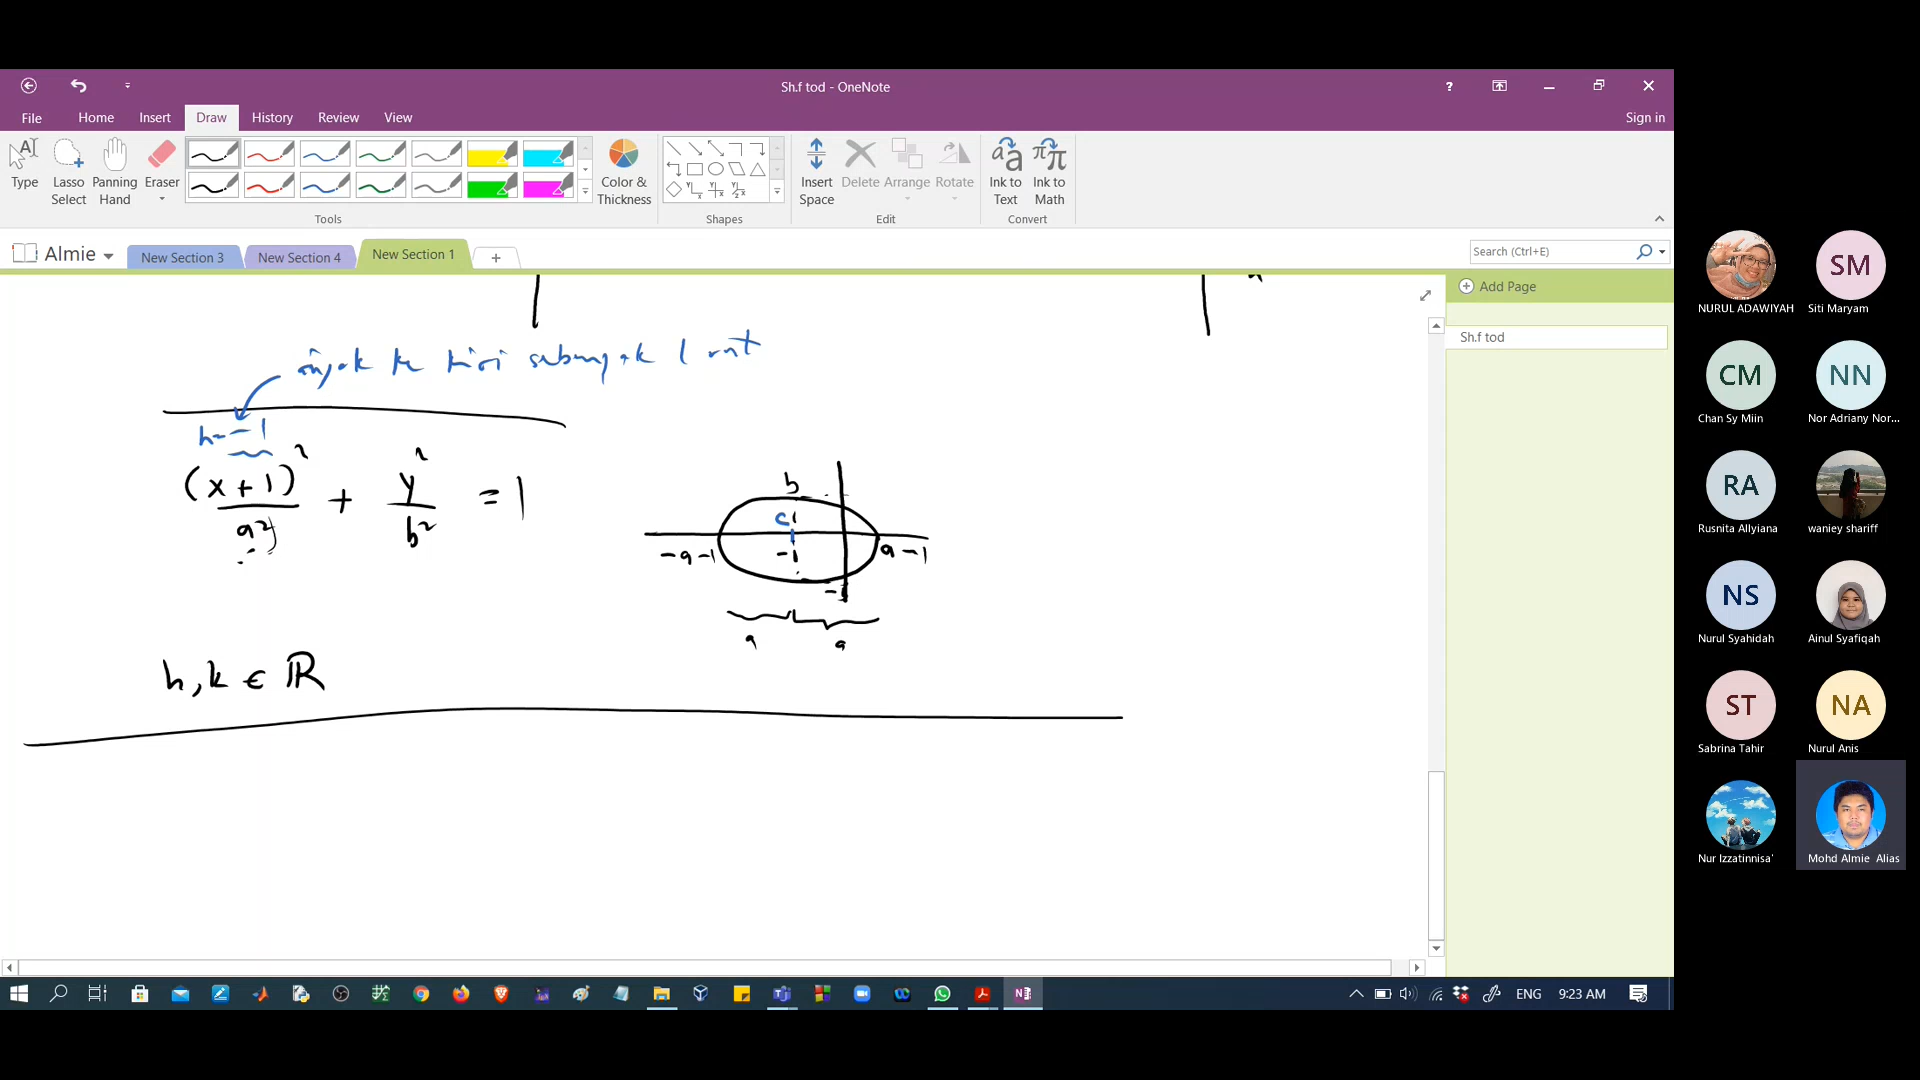 Sh.f tod - OneNote
?
File Home Insert Draw History Review View
Sign in
Type
Lasso Select
Panning Hand
Eraser
Color & Thickness
Insert Space
Delete
Arrange
Rotate
Ink to Text
Ink to Math
Tools
Shapes
Edit
Convert
Almie
New Section 3
New Section 4
New Section 1
Search (Ctrl+E)
Add Page
Sh.f tod
ke kiri sebanyak 1 unit
h = -1
(x + 1)² / a² + y² / b² = 1
b
c
-a-1
-1
a-1
a
a
h, k ∈ ℝ
NURUL ADAWIYAH
SM
Siti Maryam
CM
Chan Sy Miin
NN
Nor Adriany Nor...
RA
Rusnita Allyiana
waniey shariff
NS
Nurul Syahidah
Ainul Syafiqah
ST
Sabrina Tahir
NA
Nurul Anis
Nur Izzatinnisa'
Mohd Almie Alias
ENG
9:23 AM